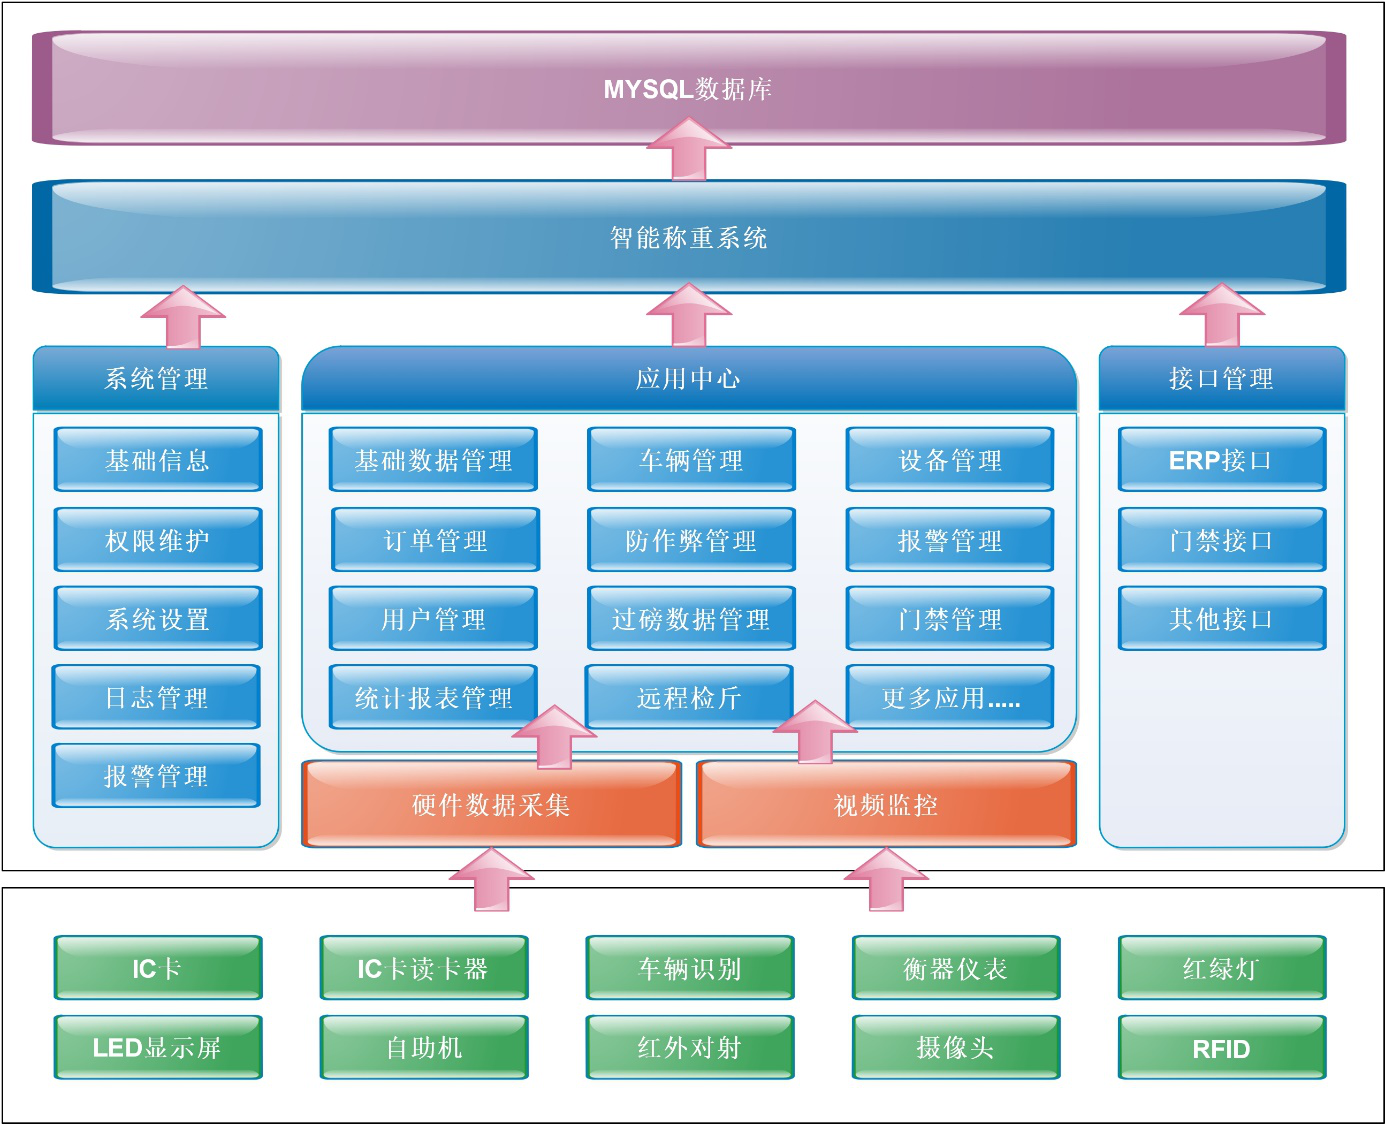 MYSQL数据库
智能称重系统
系统管理
应用中心
接口管理
基础信息
基础数据管理
车辆管理
设备管理
ERP接口
权限维护
订单管理
防作弊管理
报警管理
门禁接口
系统设置
用户管理
过磅数据管理
门禁管理
其他接口
日志管理
统计报表管理
远程检斤
更多应用.....
报警管理
硬件数据采集
视频监控
IC卡
IC卡读卡器
车辆识别
衡器仪表
红绿灯
LED显示屏
自助机
红外对射
摄像头
RFID